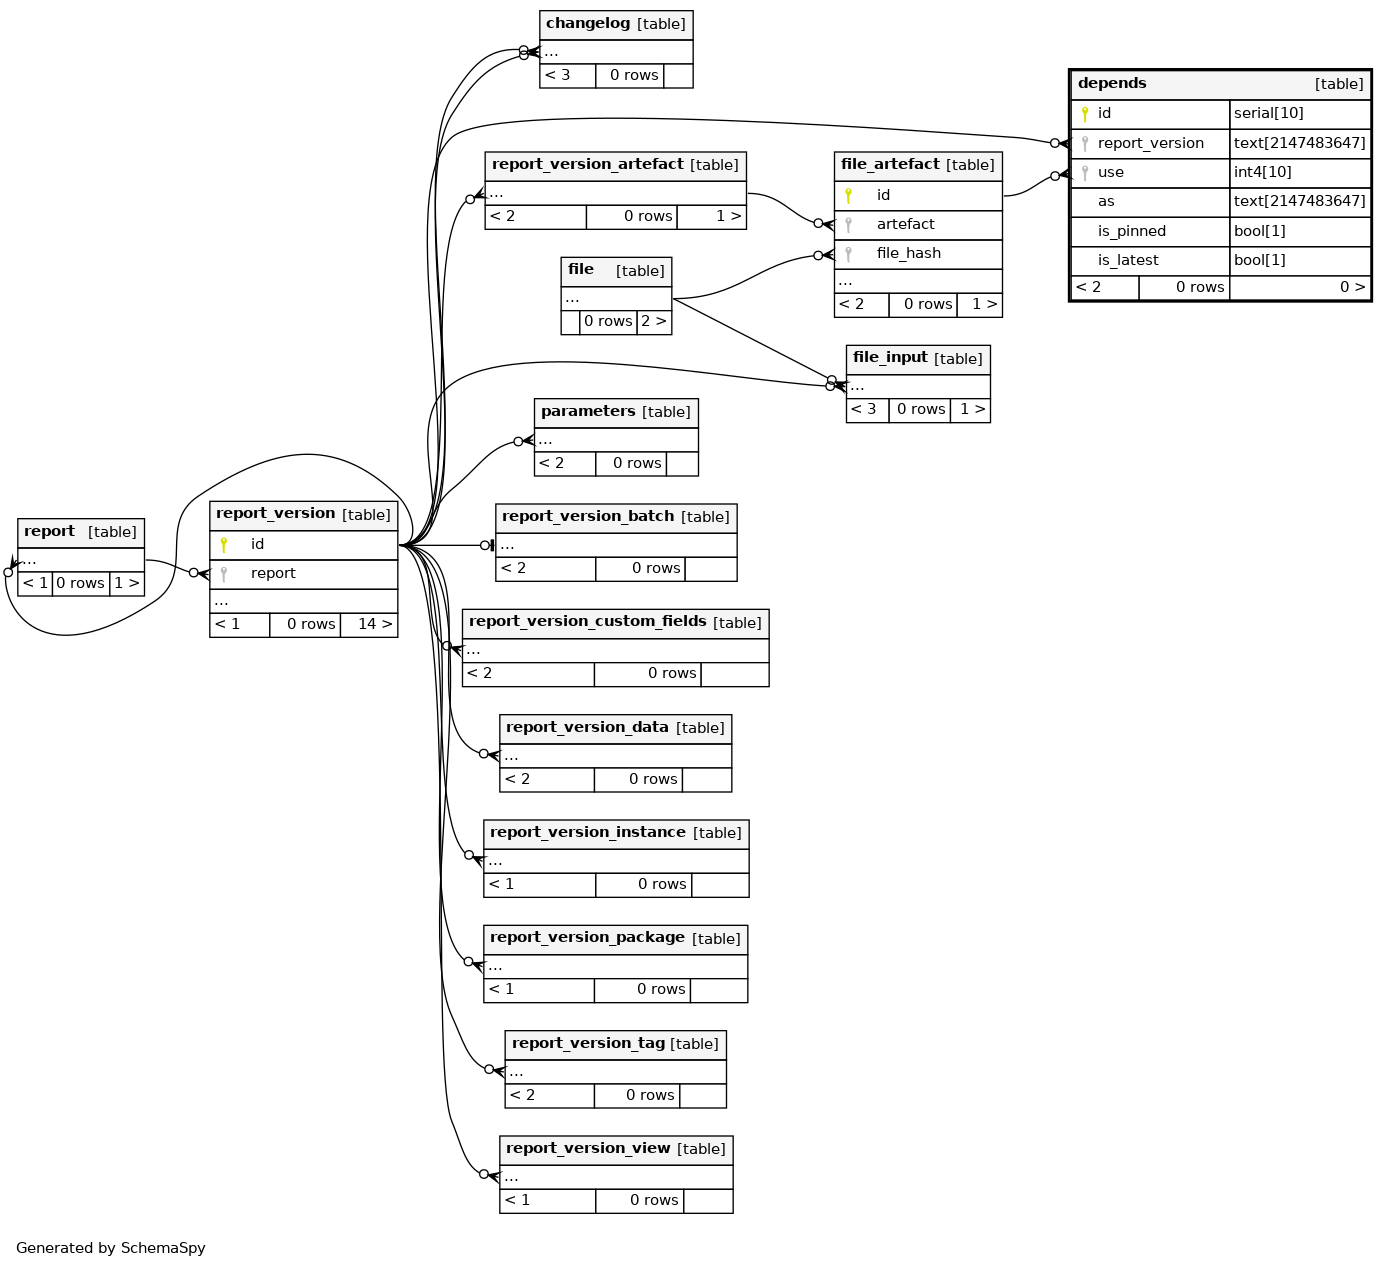 changelog [table]
...
< 3 0 rows
depends [table]
id serial[10]
report_version text[2147483647]
use int4[10]
as text[2147483647]
is_pinned bool[1]
is_latest bool[1]
< 2 0 rows 0 >
report_version_artefact [table]
...
< 2 0 rows 1 >
file_artefact [table]
id
artefact
file_hash
...
< 2 0 rows 1 >
file [table]
...
0 rows 2 >
file_input [table]
...
< 3 0 rows 1 >
parameters [table]
...
< 2 0 rows
report [table]
...
< 1 0 rows 1 >
report_version [table]
id
report
...
< 1 0 rows 14 >
report_version_batch [table]
...
< 2 0 rows
report_version_custom_fields [table]
...
< 2 0 rows
report_version_data [table]
...
< 2 0 rows
report_version_instance [table]
...
< 1 0 rows
report_version_package [table]
...
< 1 0 rows
report_version_tag [table]
...
< 2 0 rows
report_version_view [table]
...
< 1 0 rows
Generated by SchemaSpy